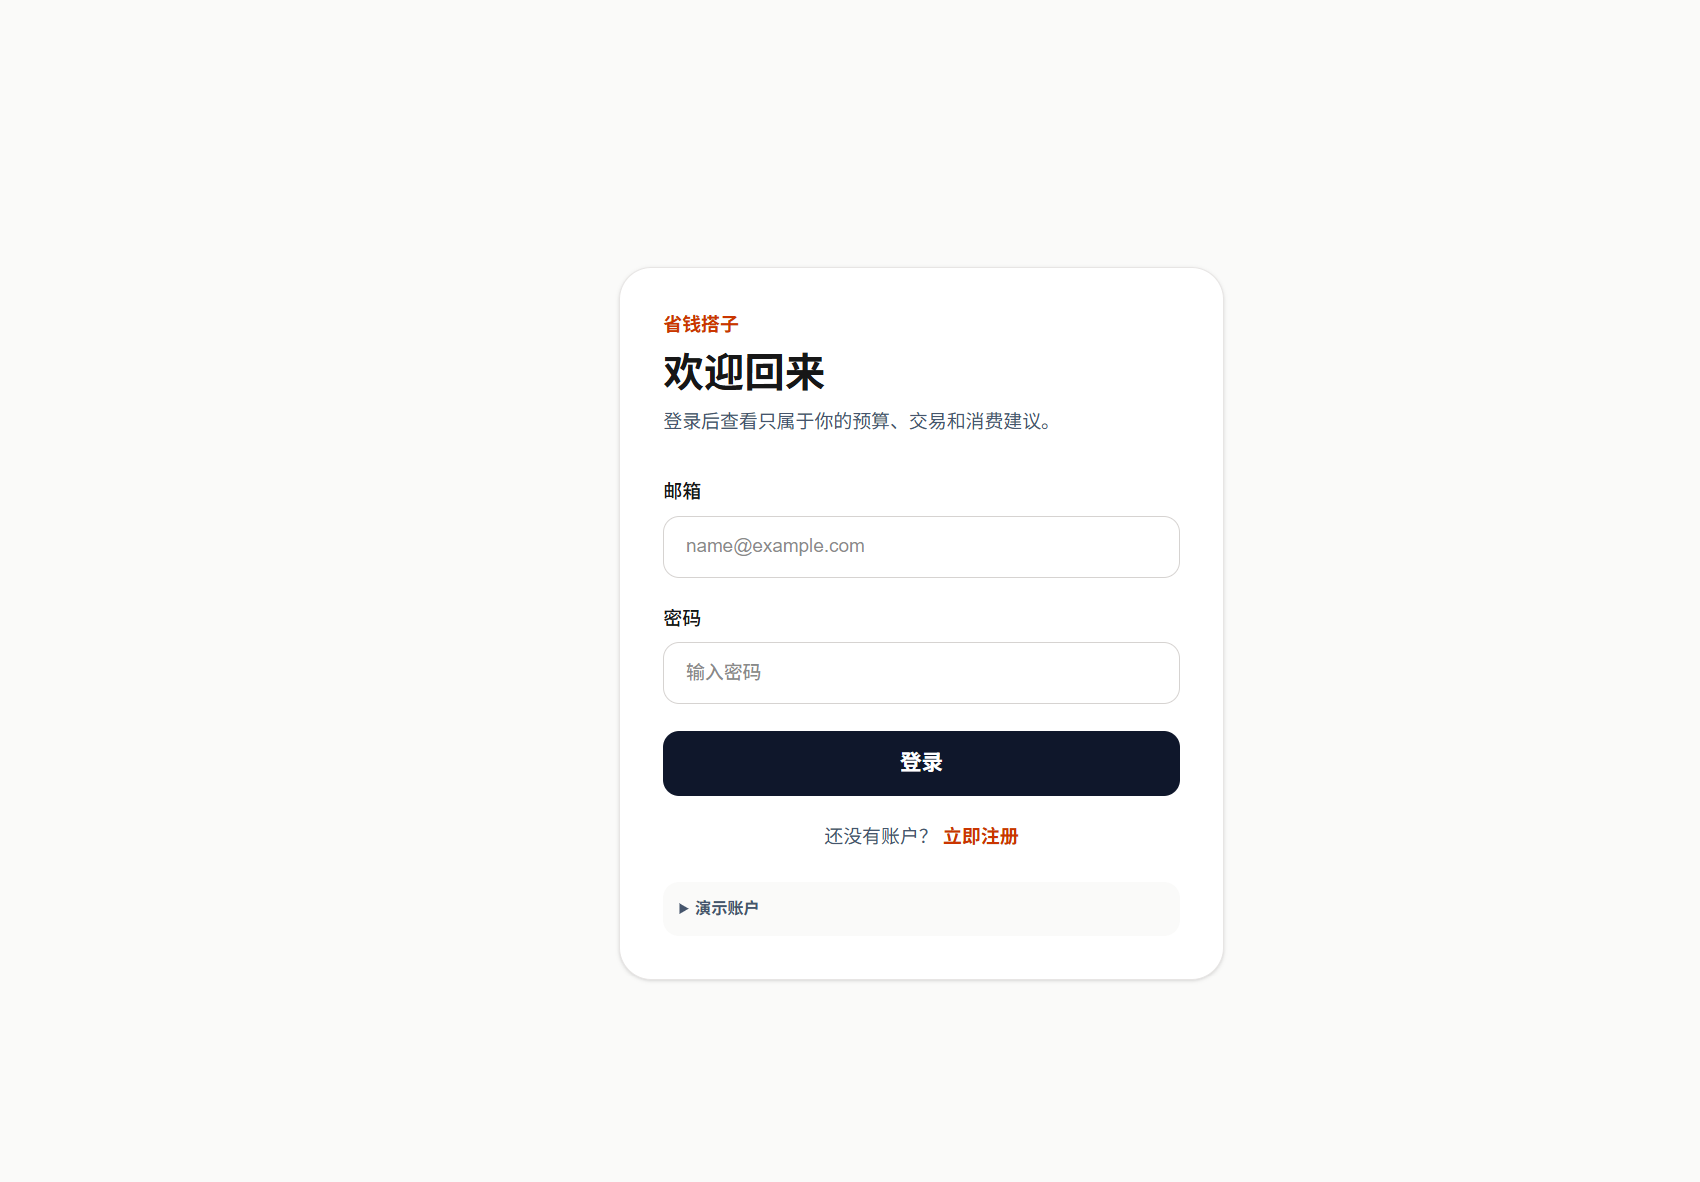 省钱搭子
欢迎回来
登录后查看只属于你的预算、交易和消费建议。
邮箱
name@example.com
密码
输入密码
登录
还没有账户？ 立即注册
▶ 演示账户